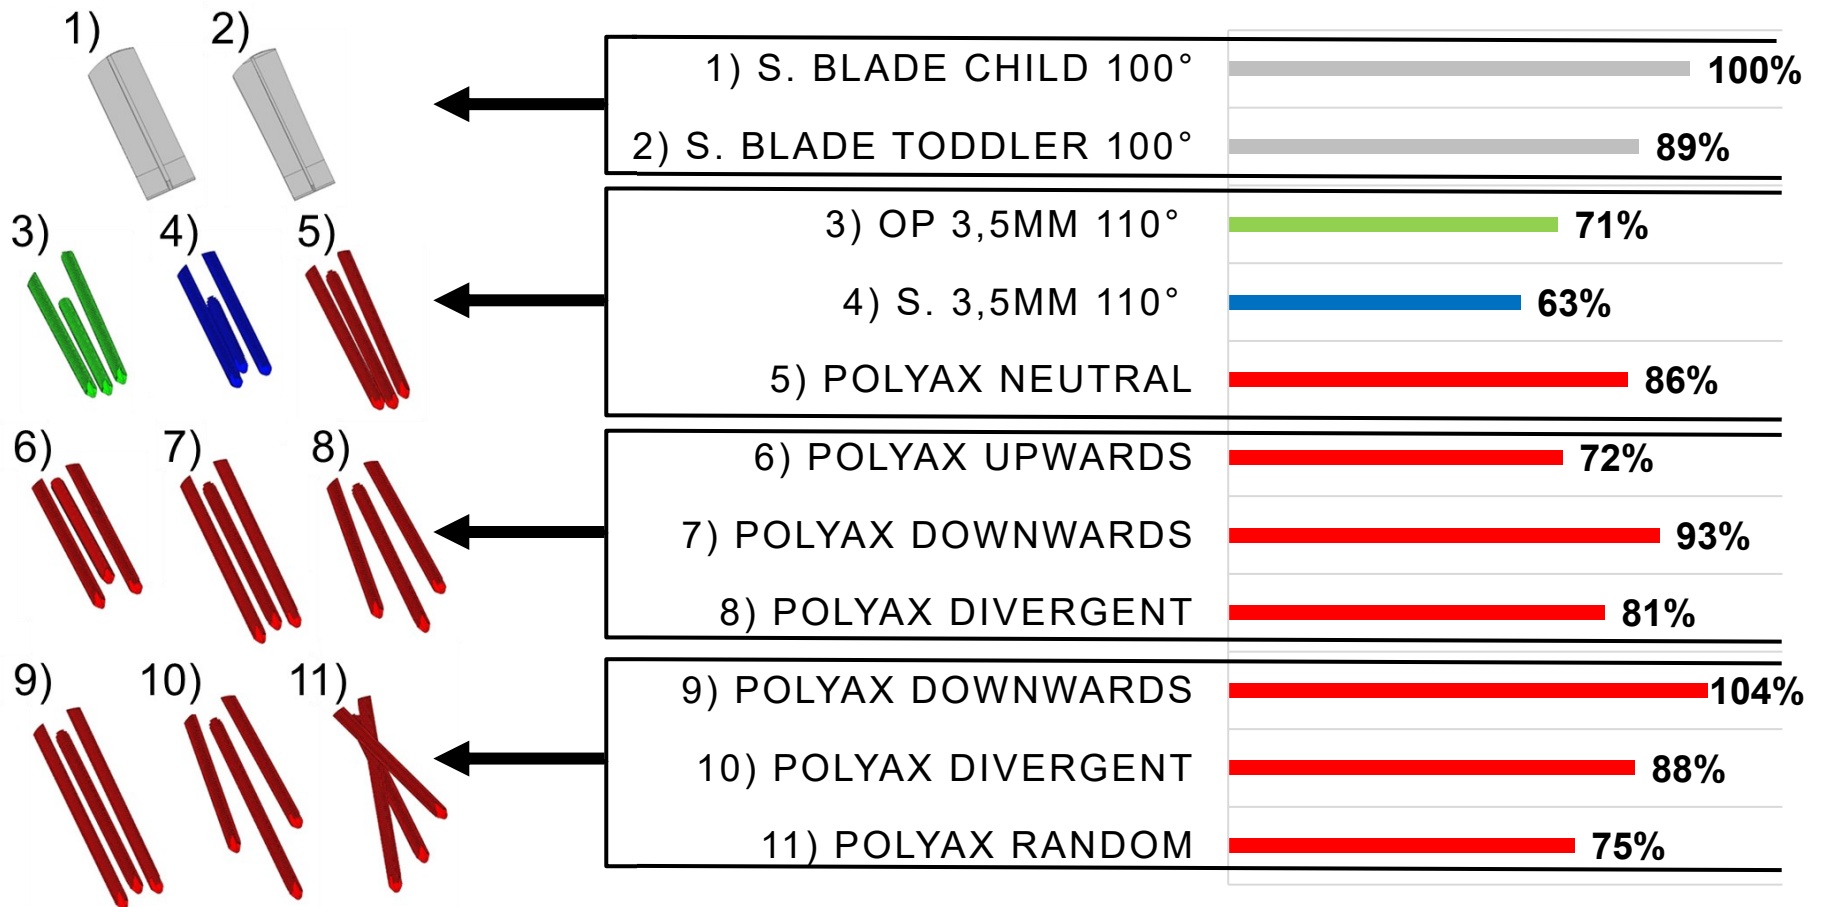 1) 2)
1) S. BLADE CHILD 100° 100%
2) S. BLADE TODDLER 100° 89%
3) 4) 5)
3) OP 3,5MM 110° 71%
4) S. 3,5MM 110° 63%
5) POLYAX NEUTRAL 86%
6) 7) 8)
6) POLYAX UPWARDS 72%
7) POLYAX DOWNWARDS 93%
8) POLYAX DIVERGENT 81%
9) 10) 11)
9) POLYAX DOWNWARDS 104%
10) POLYAX DIVERGENT 88%
11) POLYAX RANDOM 75%